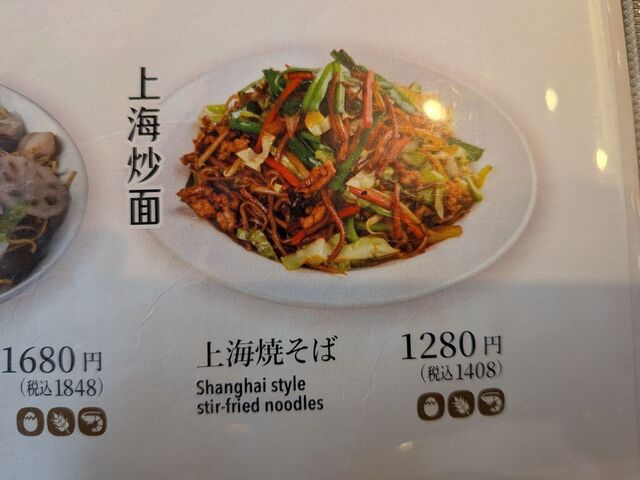 上海炒面
1680円
(税込1848)
上海焼そば
Shanghai style
stir-fried noodles
1280円
(税込1408)